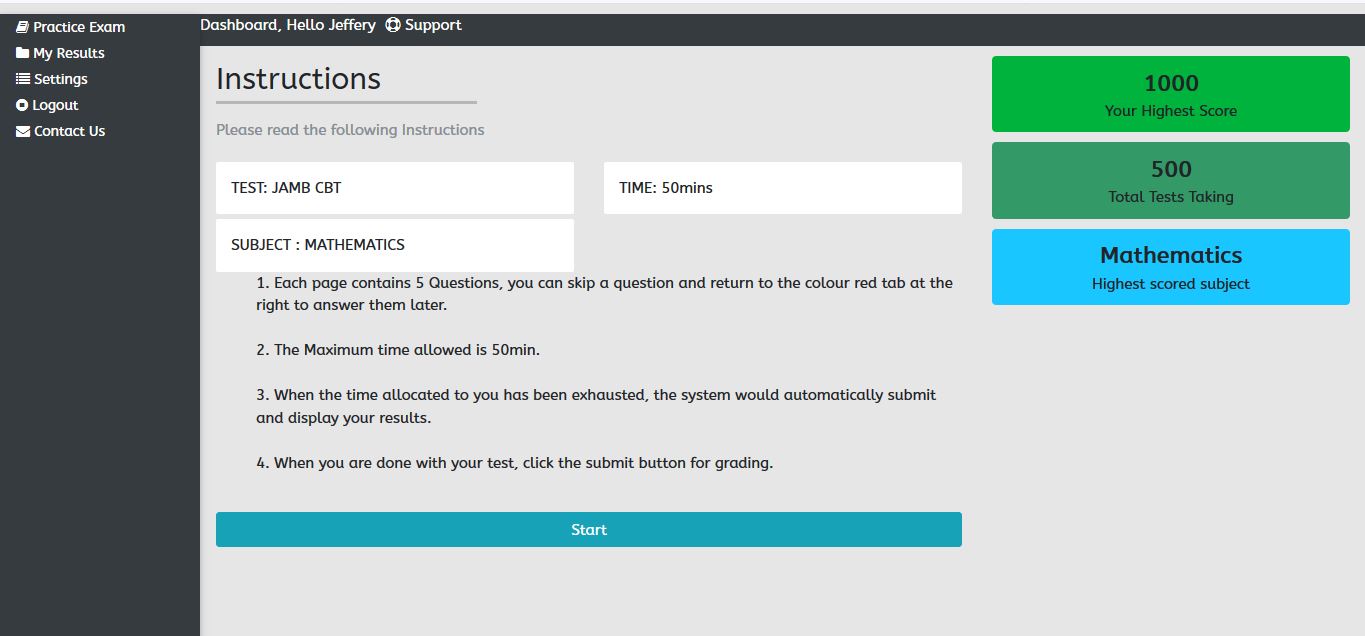 Practice Exam
My Results
Settings
Logout
Contact Us
Dashboard, Hello Jeffery Support
Instructions
Please read the following Instructions
TEST: JAMB CBT
TIME: 50mins
SUBJECT : MATHEMATICS
1. Each page contains 5 Questions, you can skip a question and return to the colour red tab at the
right to answer them later.
2. The Maximum time allowed is 50min.
3. When the time allocated to you has been exhausted, the system would automatically submit
and display your results.
4. When you are done with your test, click the submit button for grading.
Start
1000
Your Highest Score
500
Total Tests Taking
Mathematics
Highest scored subject